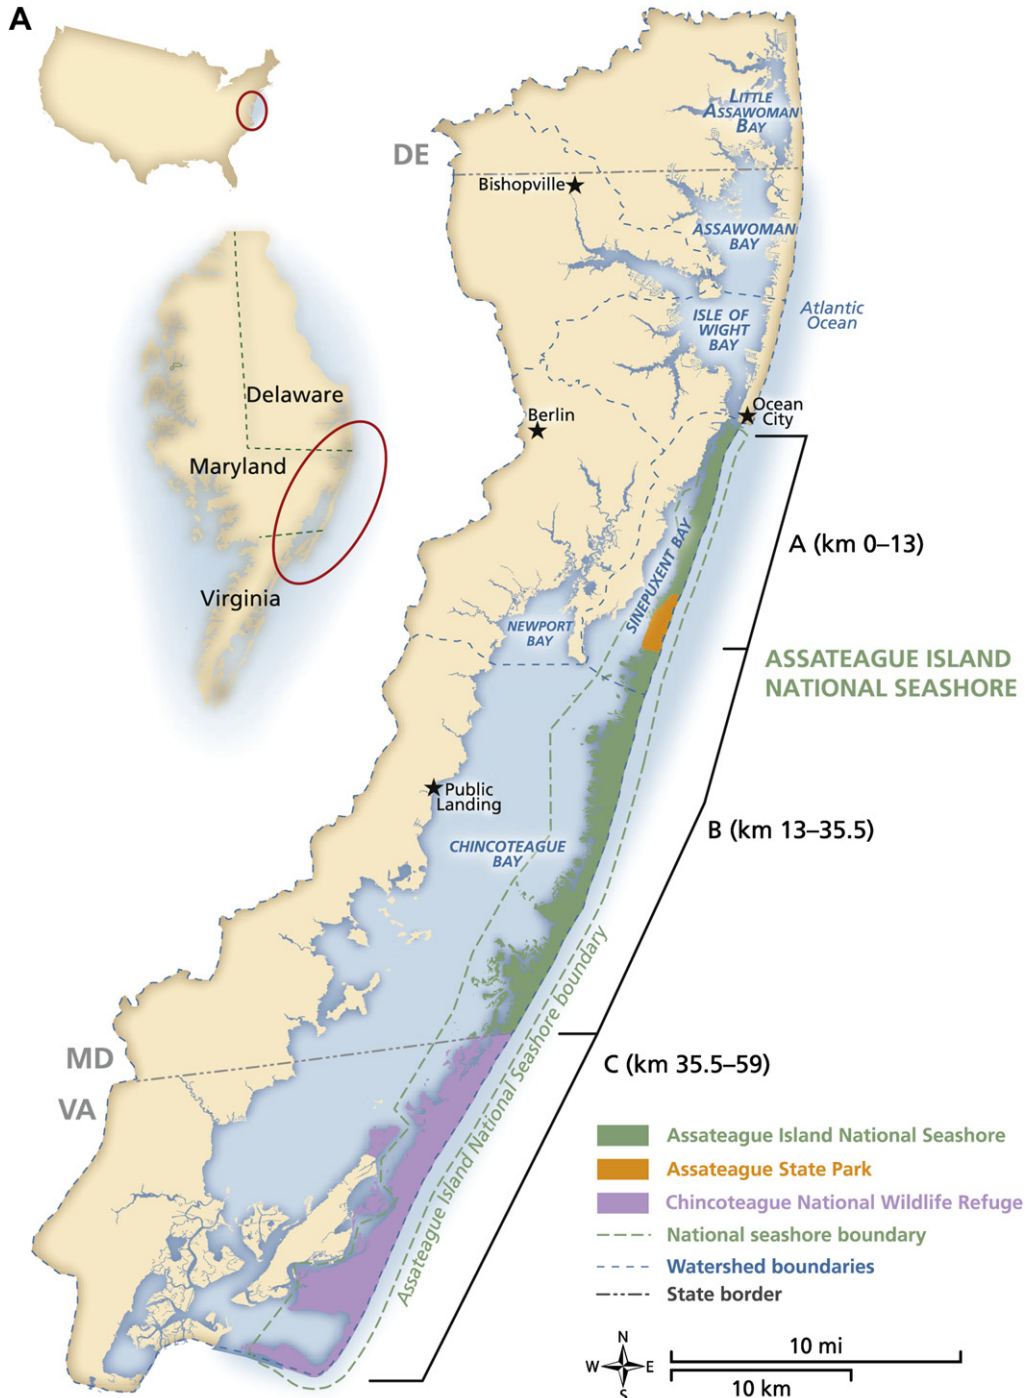 A
DE
Bishopville
LITTLE
ASSAWOMAN
BAY
ASSAWOMAN
BAY
ISLE OF
WIGHT
BAY
Atlantic
Ocean
Delaware
Maryland
Virginia
Berlin
Ocean
City
A (km 0–13)
SINEPUXENT BAY
NEWPORT
BAY
ASSATEAGUE ISLAND
NATIONAL SEASHORE
Public
Landing
CHINCOTEAGUE
BAY
B (km 13–35.5)
Assateague Island National Seashore boundary
MD
VA
C (km 35.5–59)
Assateague Island National Seashore
Assateague State Park
Chincoteague National Wildlife Refuge
National seashore boundary
Watershed boundaries
State border
N
W E
S
10 mi
10 km